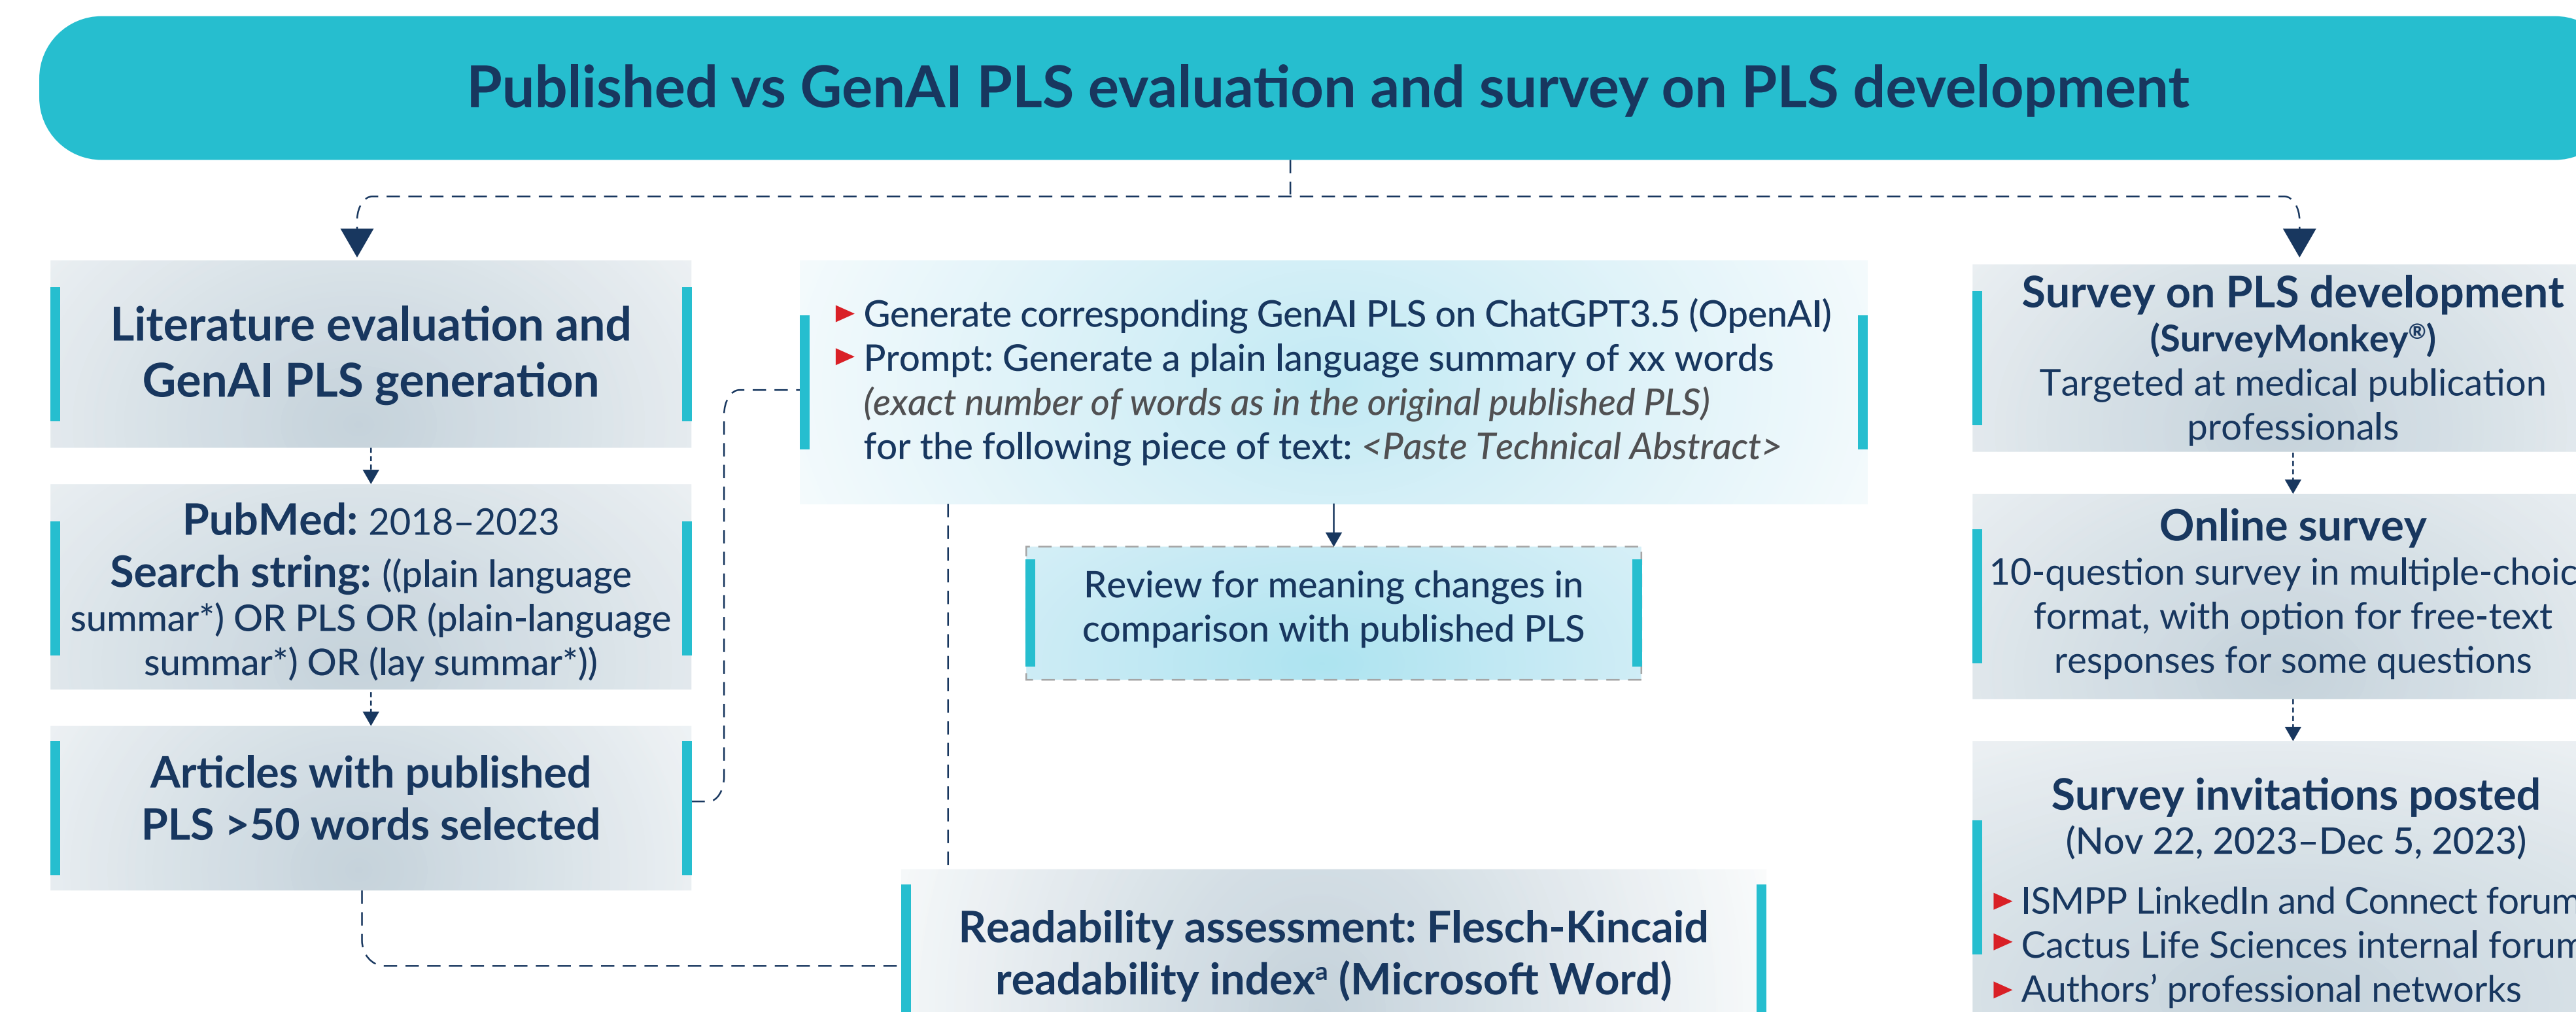 Published vs GenAI PLS evaluation and survey on PLS development
Literature evaluation and
GenAI PLS generation
PubMed: 2018–2023
Search string: ((plain language
summar*) OR PLS OR (plain-language
summar*) OR (lay summar*))
Articles with published
PLS >50 words selected
► Generate corresponding GenAI PLS on ChatGPT3.5 (OpenAI)
► Prompt: Generate a plain language summary of xx words
(exact number of words as in the original published PLS)
for the following piece of text: <Paste Technical Abstract>
Review for meaning changes in
comparison with published PLS
Readability assessment: Flesch-Kincaid
readability indexᵃ (Microsoft Word)
Survey on PLS development
(SurveyMonkey®)
Targeted at medical publication
professionals
Online survey
10-question survey in multiple-choic
format, with option for free-text
responses for some questions
Survey invitations posted
(Nov 22, 2023–Dec 5, 2023)
► ISMPP LinkedIn and Connect forum
► Cactus Life Sciences internal forum
► Authors’ professional networks